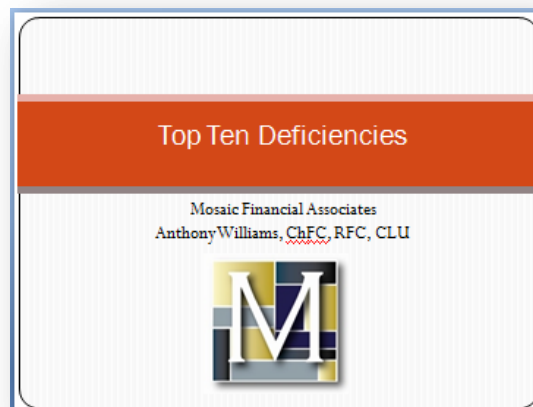 Top Ten Deficiencies
Mosaic Financial Associates
Anthony Williams, ChFC, RFC, CLU
M